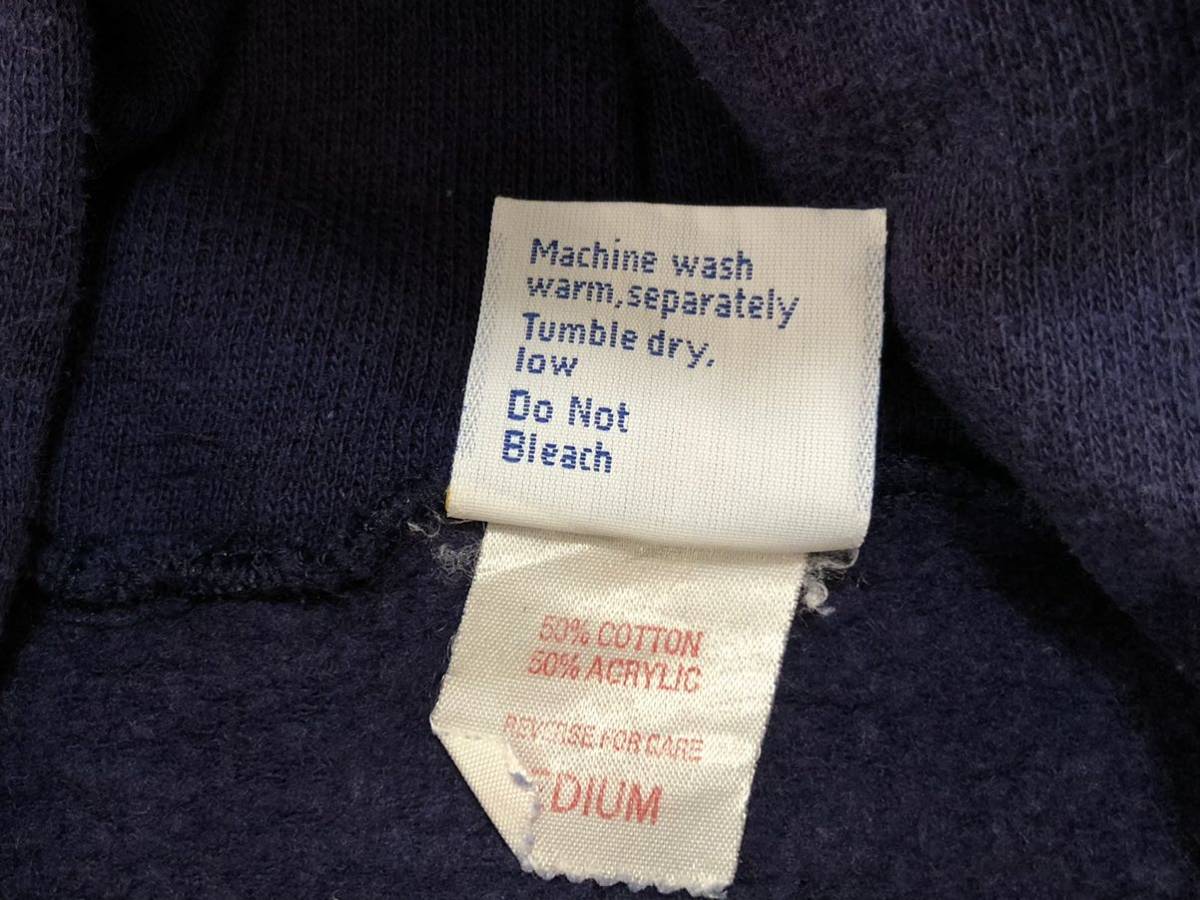 Machine wash
warm, separately
Tumble dry,
low
Do Not
Bleach
50% COTTON
50% ACRYLIC
REVERSE FOR CARE
EDIUM